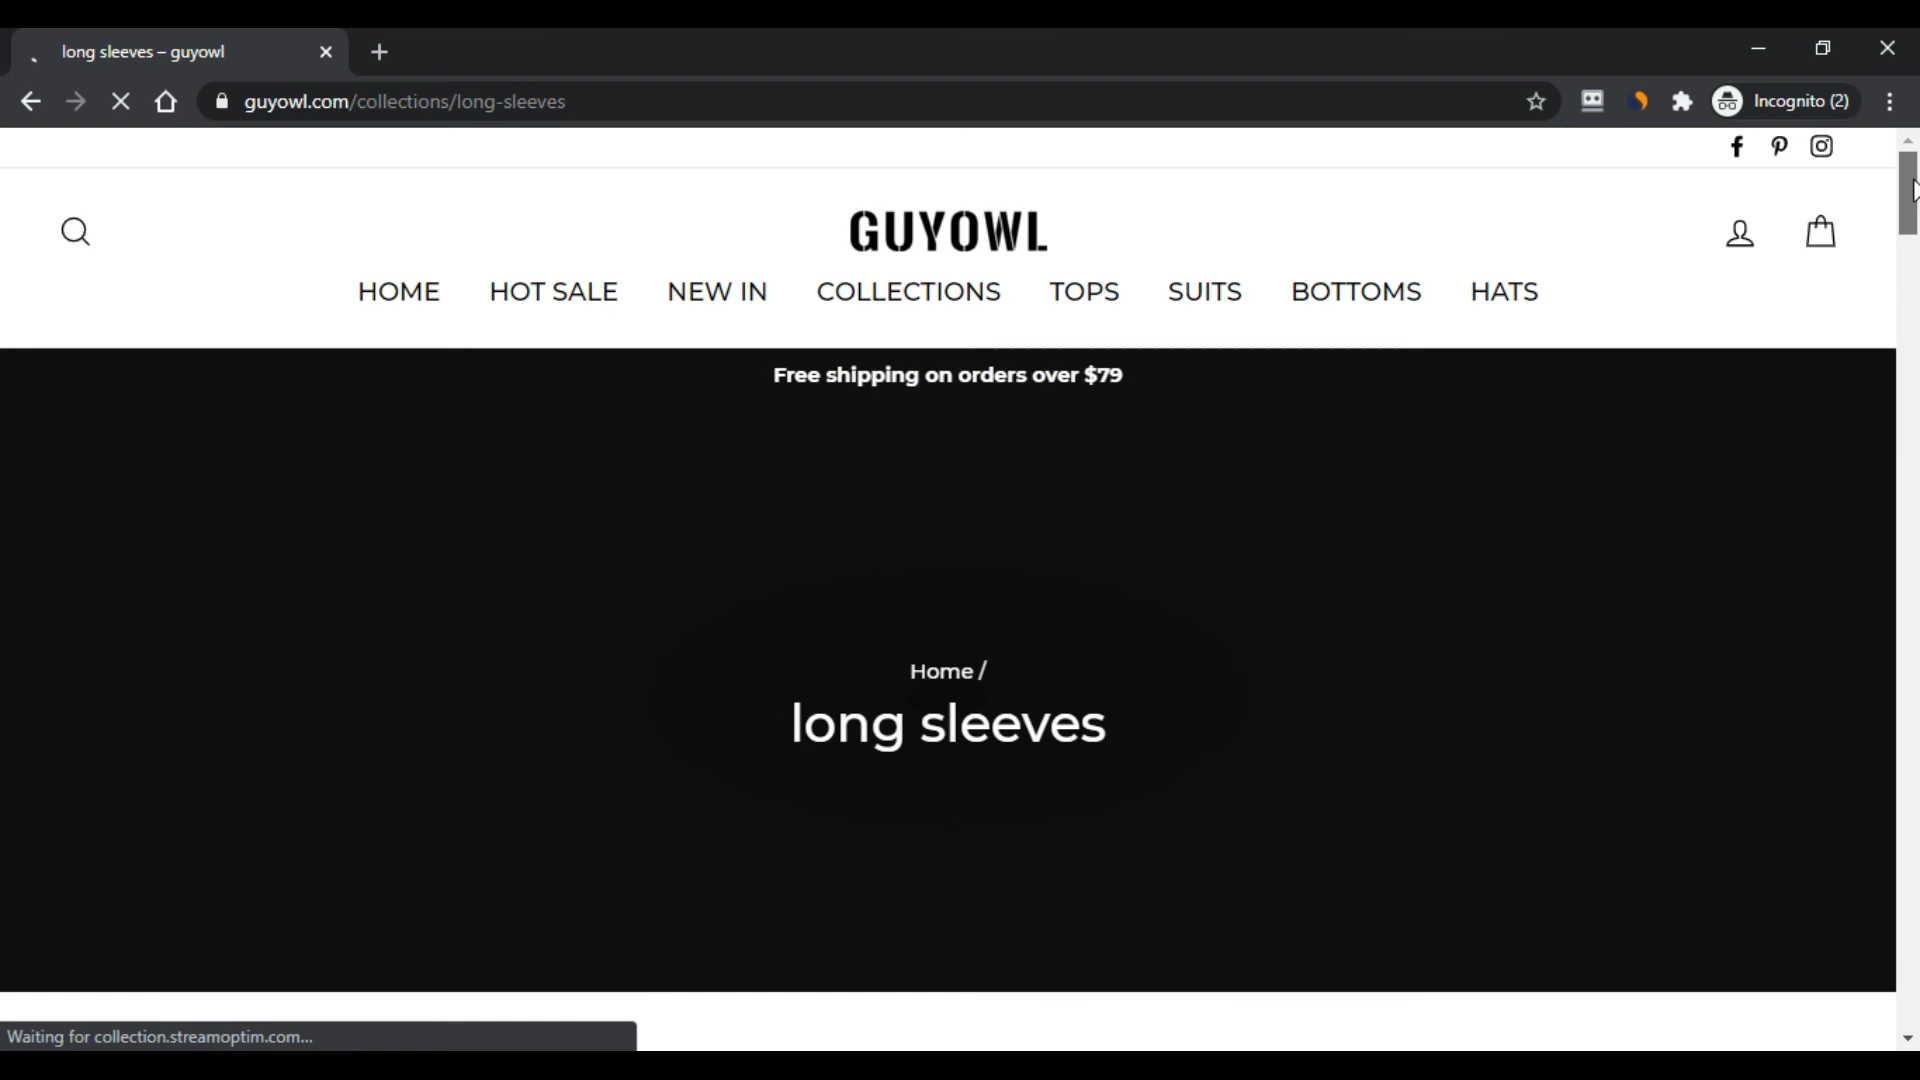 long sleeves – guyowl
guyowl.com/collections/long-sleeves
Incognito (2)
GUYOWL
HOME HOT SALE NEW IN COLLECTIONS TOPS SUITS BOTTOMS HATS
Free shipping on orders over $79
Home /
long sleeves
Waiting for collection.streamoptim.com...